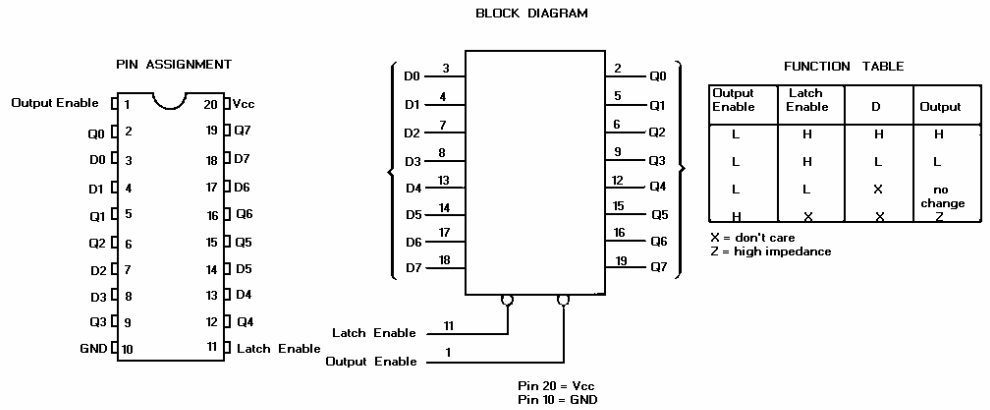 BLOCK DIAGRAM
PIN ASSIGNMENT
Output Enable 1 20 Vcc
Q0 2 19 Q7
D0 3 18 D7
D1 4 17 D6
Q1 5 16 Q6
Q2 6 15 Q5
D2 7 14 D5
D3 8 13 D4
Q3 9 12 Q4
GND 10 11 Latch Enable
D0 3 2 Q0
D1 4 5 Q1
D2 7 6 Q2
D3 8 9 Q3
D4 13 12 Q4
D5 14 15 Q5
D6 17 16 Q6
D7 18 19 Q7
Latch Enable 11
Output Enable 1
Pin 20 = Vcc
Pin 10 = GND
FUNCTION TABLE
Output Enable Latch Enable D Output
L H H H
L H L L
L L X no change
H X X Z
X = don't care
Z = high impedance